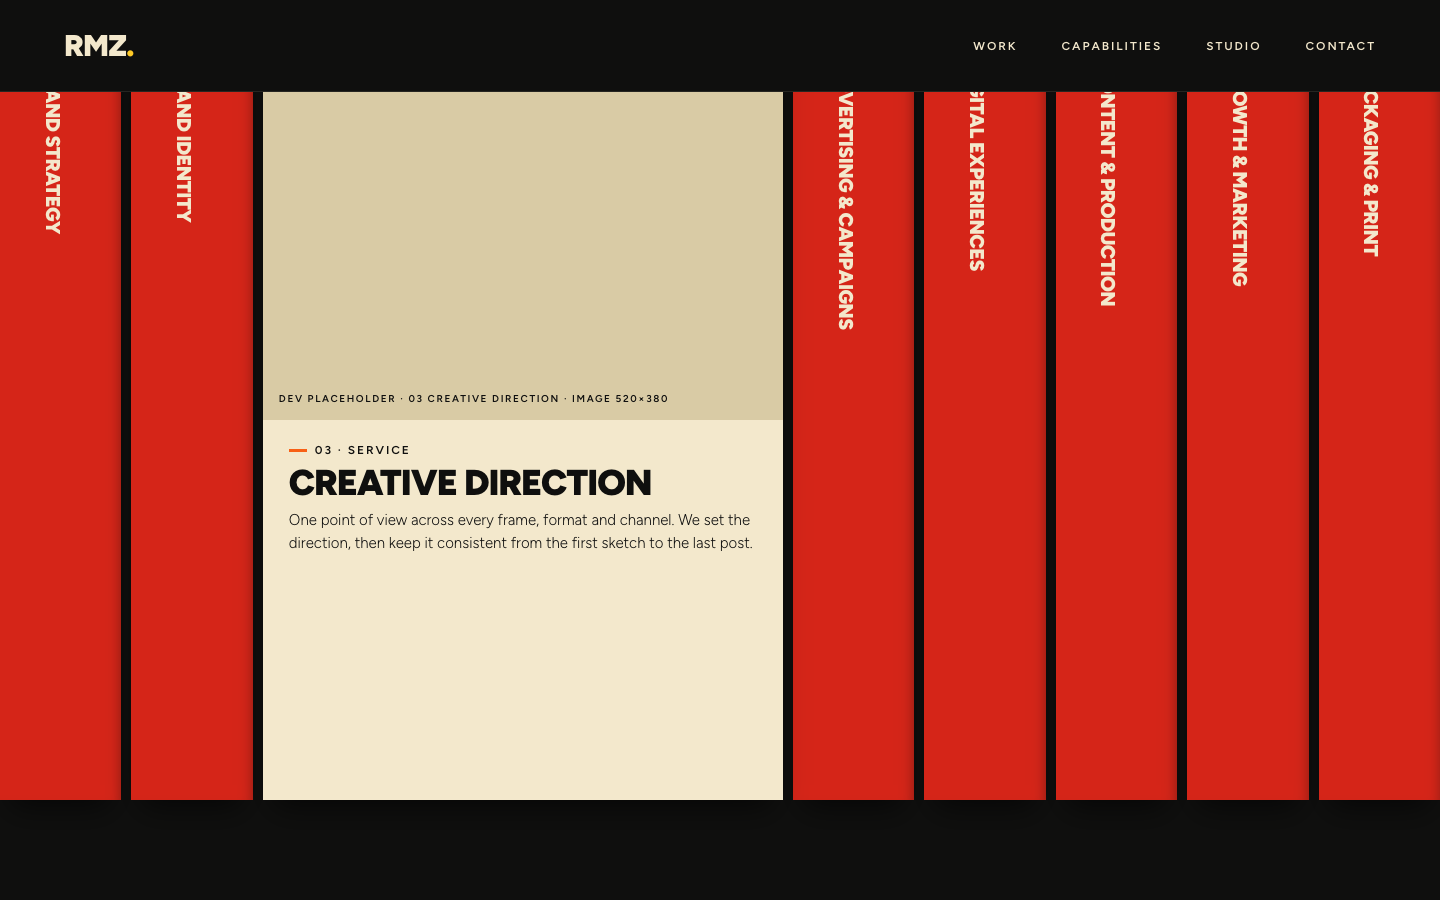 RMZ.
WORK
CAPABILITIES
STUDIO
CONTACT
AND STRATEGY
AND IDENTITY
DEV PLACEHOLDER · 03 CREATIVE DIRECTION · IMAGE 520×380
03 · SERVICE
CREATIVE DIRECTION
One point of view across every frame, format and channel. We set the
direction, then keep it consistent from the first sketch to the last post.
VERTISING & CAMPAIGNS
GITAL EXPERIENCES
NTENT & PRODUCTION
OWTH & MARKETING
CKAGING & PRINT